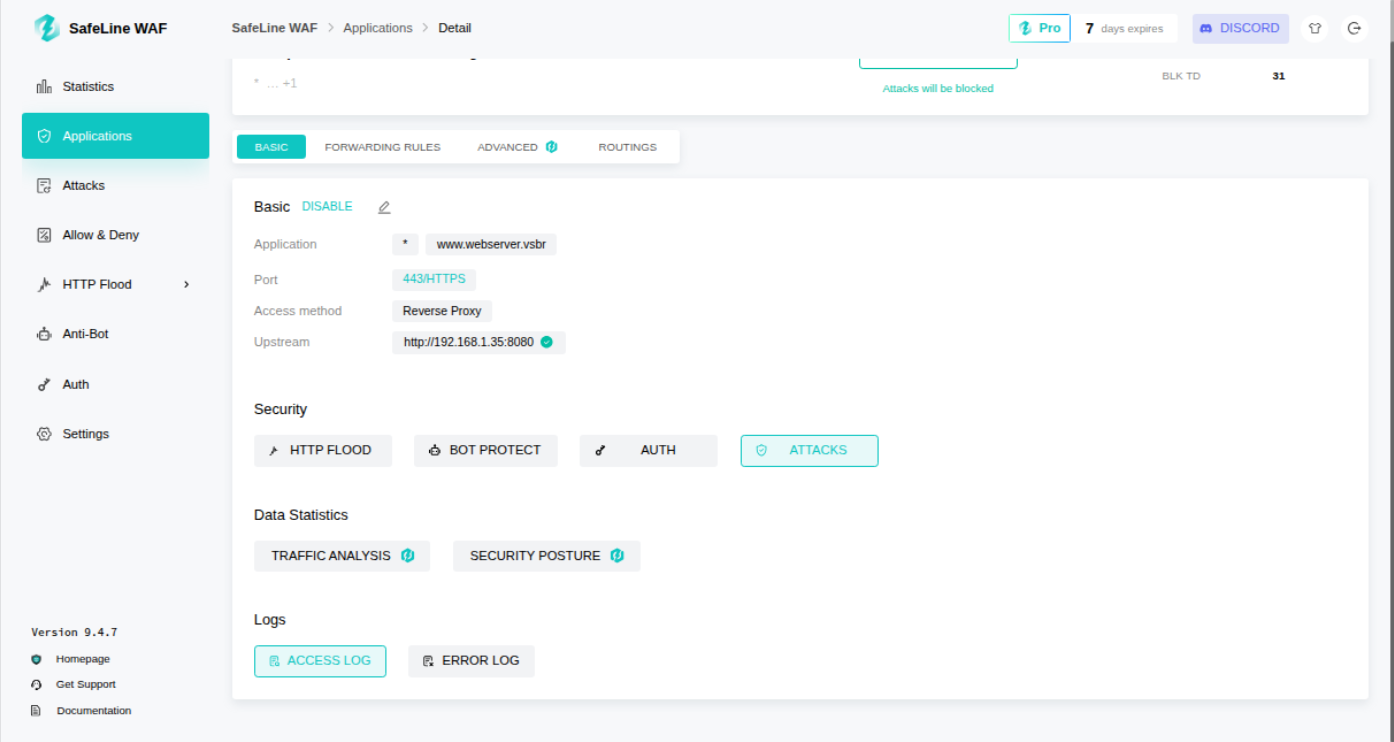 SafeLine WAF
SafeLine WAF > Applications > Detail
Pro 7 days expires
DISCORD
* ... +1
Attacks will be blocked
BLK TD 31
Statistics
Applications
Attacks
Allow & Deny
HTTP Flood
Anti-Bot
Auth
Settings
BASIC FORWARDING RULES ADVANCED ROUTINGS
Basic DISABLE
Application * www.webserver.vsbr
Port 443/HTTPS
Access method Reverse Proxy
Upstream http://192.168.1.35:8080
Security
HTTP FLOOD BOT PROTECT AUTH ATTACKS
Data Statistics
TRAFFIC ANALYSIS SECURITY POSTURE
Logs
ACCESS LOG ERROR LOG
Version 9.4.7
Homepage
Get Support
Documentation